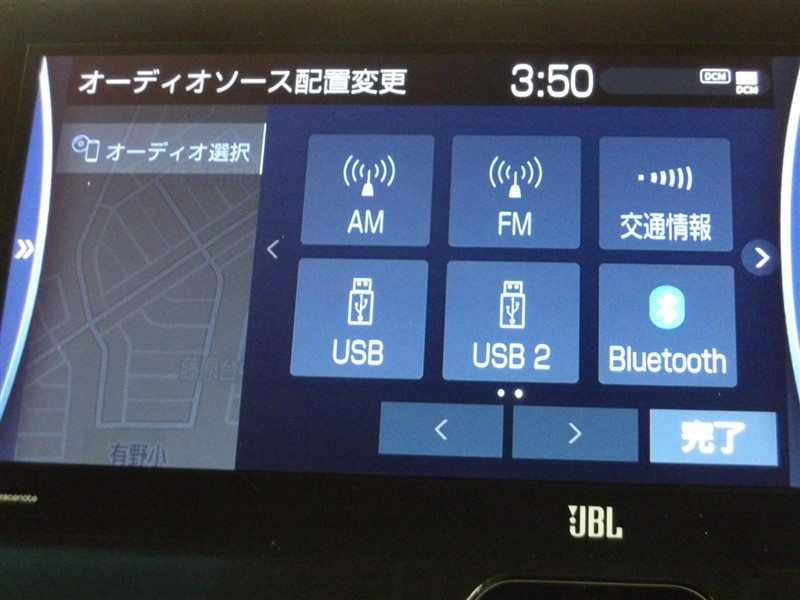 オーディオソース配置変更
3:50
DCM
DCM
オーディオ選択
AM
FM
交通情報
USB
USB 2
Bluetooth
有野小
完了
JBL